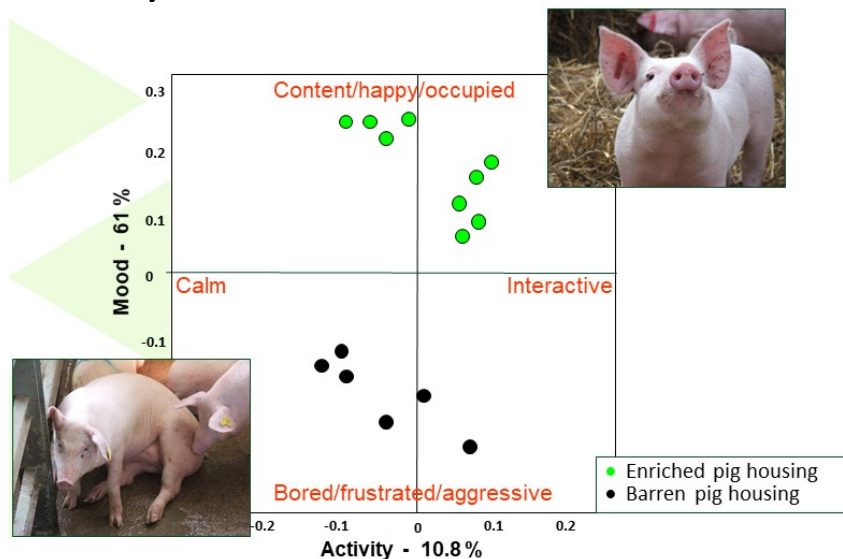 0.3
Content/happy/occupied
0.2
0.1
Mood - 61 %
0
Calm
Interactive
-0.1
Bored/frustrated/aggressive
Enriched pig housing
Barren pig housing
-0.2
-0.1
0
0.1
0.2
Activity - 10.8 %